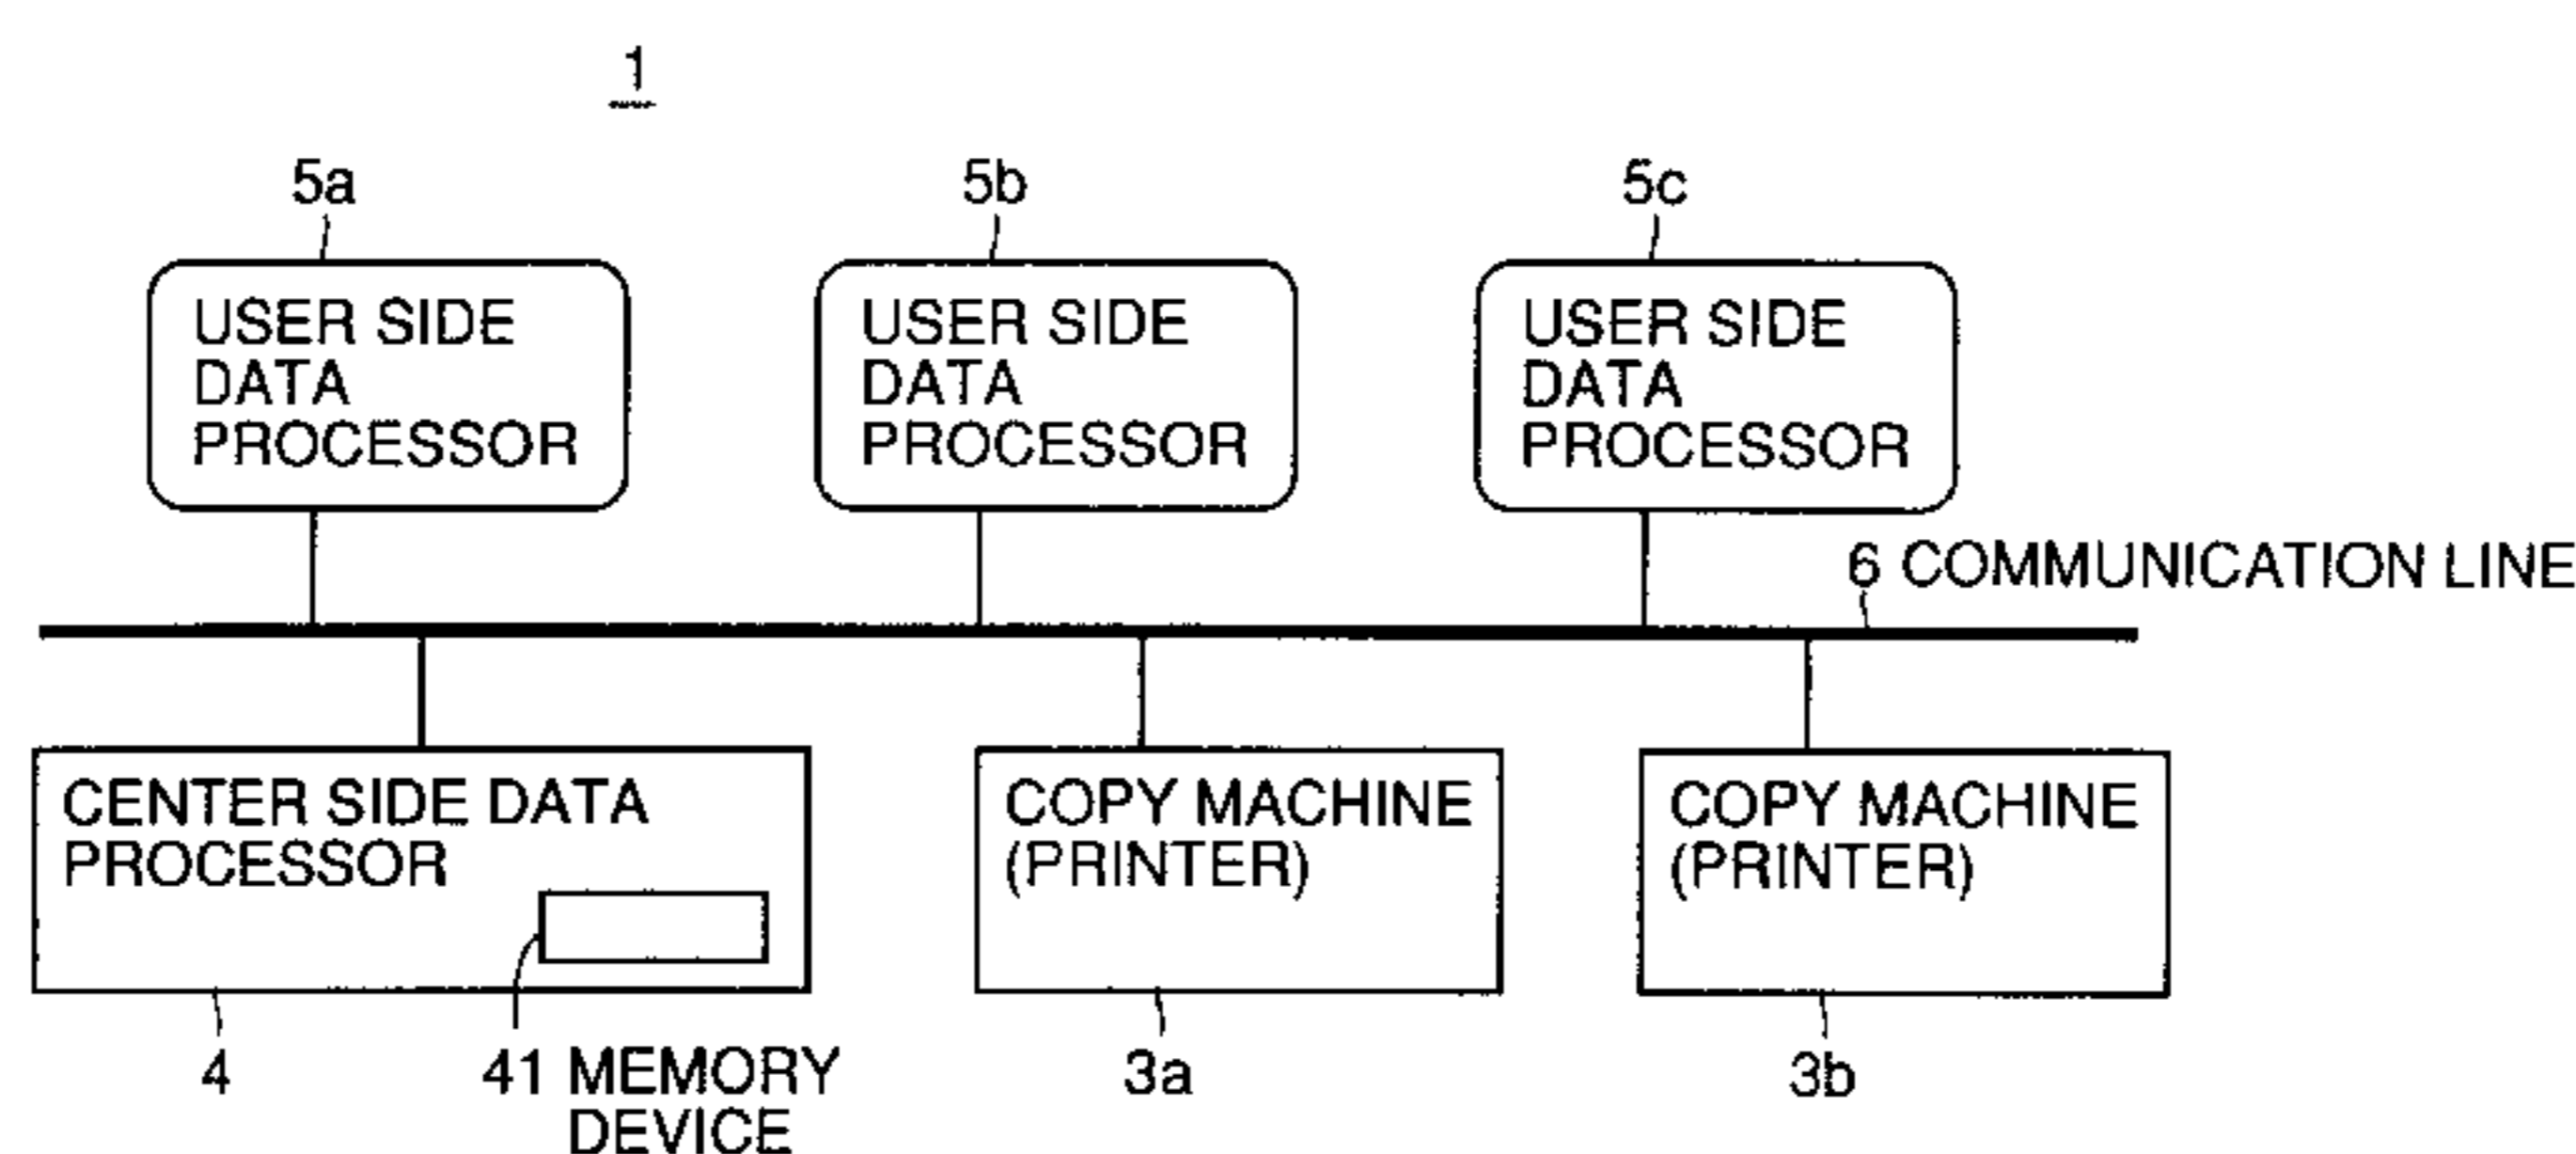 1
5a
5b
5c
USER SIDE
DATA
PROCESSOR
USER SIDE
DATA
PROCESSOR
USER SIDE
DATA
PROCESSOR
6 COMMUNICATION LINE
CENTER SIDE DATA
PROCESSOR
COPY MACHINE
(PRINTER)
COPY MACHINE
(PRINTER)
4
41 MEMORY
DEVICE
3a
3b